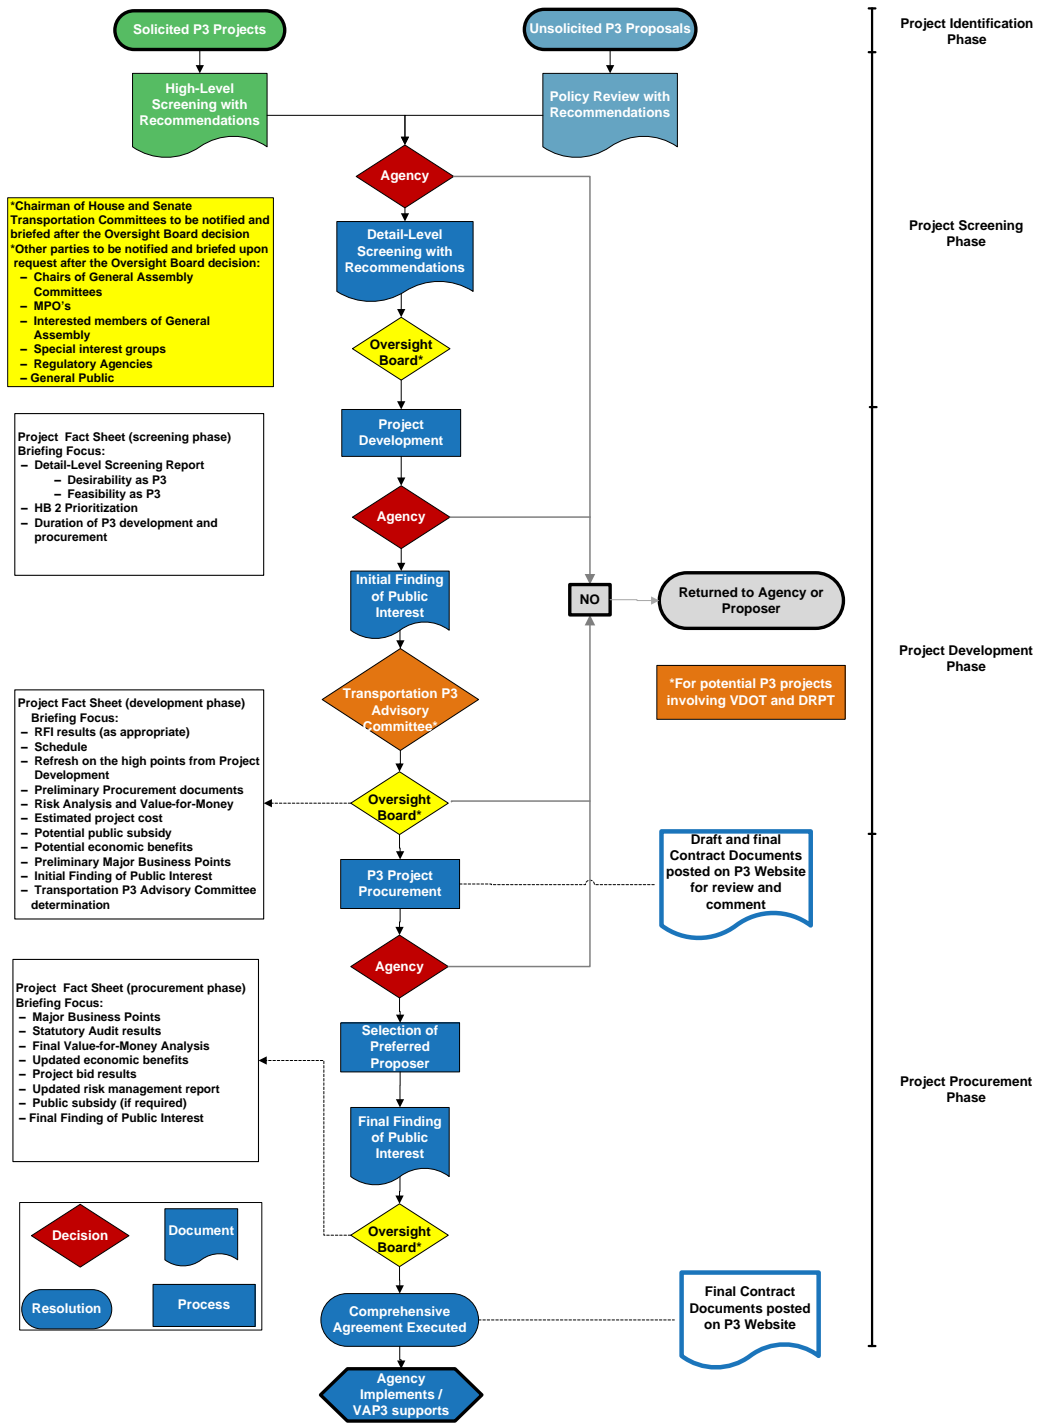 Solicited P3 Projects
Unsolicited P3 Proposals
Project Identification
Phase
High-Level
Screening with
Recommendations
Policy Review with
Recommendations
Agency
*Chairman of House and Senate
Transportation Committees to be notified and
briefed after the Oversight Board decision
*Other parties to be notified and briefed upon
request after the Oversight Board decision:
– Chairs of General Assembly
Committees
– MPO's
– Interested members of General
Assembly
– Special interest groups
– Regulatory Agencies
– General Public
Detail-Level
Screening with
Recommendations
Project Screening
Phase
Oversight
Board*
Project
Development
Project Fact Sheet (screening phase)
Briefing Focus:
– Detail-Level Screening Report
– Desirability as P3
– Feasibility as P3
– HB 2 Prioritization
– Duration of P3 development and
procurement
Agency
Initial Finding
of Public
Interest
NO
Returned to Agency or
Proposer
Project Development
Phase
Transportation P3
Advisory
Committee*
*For potential P3 projects
involving VDOT and DRPT
Project Fact Sheet (development phase)
Briefing Focus:
– RFI results (as appropriate)
– Schedule
– Refresh on the high points from Project
Development
– Preliminary Procurement documents
– Risk Analysis and Value-for-Money
– Estimated project cost
– Potential public subsidy
– Potential economic benefits
– Preliminary Major Business Points
– Initial Finding of Public Interest
– Transportation P3 Advisory Committee
determination
Oversight
Board*
P3 Project
Procurement
Draft and final
Contract Documents
posted on P3 Website
for review and
comment
Agency
Project Fact Sheet (procurement phase)
Briefing Focus:
– Major Business Points
– Statutory Audit results
– Final Value-for-Money Analysis
– Updated economic benefits
– Project bid results
– Updated risk management report
– Public subsidy (if required)
– Final Finding of Public Interest
Selection of
Preferred
Proposer
Project Procurement
Phase
Final Finding
of Public
Interest
Decision
Document
Resolution
Process
Oversight
Board*
Comprehensive
Agreement Executed
Final Contract
Documents posted
on P3 Website
Agency
Implements /
VAP3 supports